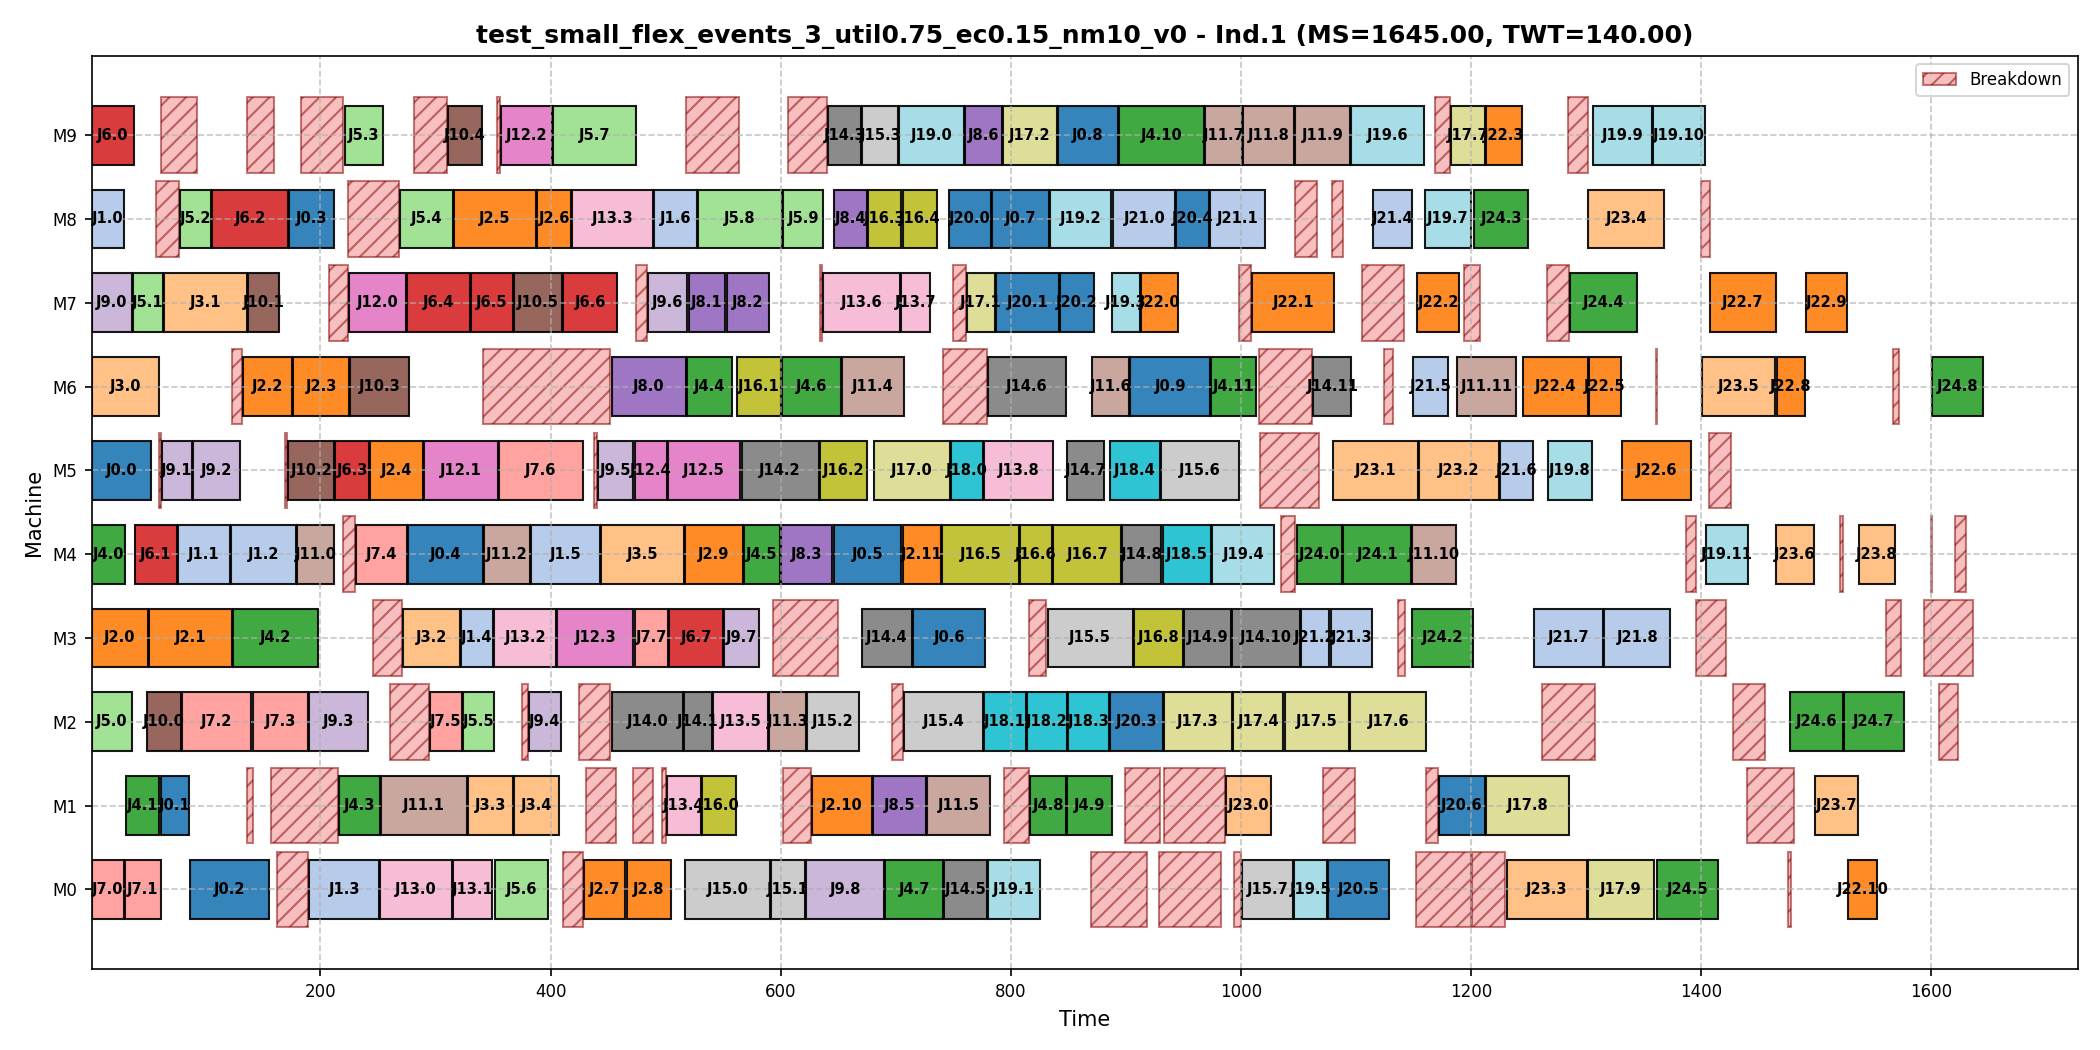 test_small_flex_events_3_util0.75_ec0.15_nm10_v0 - Ind.1 (MS=1645.00, TWT=140.00)
Breakdown
M9 J6.0 J5.3 J10.4 J12.2 J5.7 J14.3 J15.3 J19.0 J8.6 J17.2 J0.8 J4.10 J11.7 J11.8 J11.9 J19.6 J17.7 J22.3 J19.9 J19.10
M8 J1.0 J5.2 J6.2 J0.3 J5.4 J2.5 J2.6 J13.3 J1.6 J5.8 J5.9 J8.4 J16.3 J16.4 J20.0 J0.7 J19.2 J21.0 J20.4 J21.1 J21.4 J19.7 J24.3 J23.4
M7 J9.0 J5.1 J3.1 J10.1 J12.0 J6.4 J6.5 J10.5 J6.6 J9.6 J8.1 J8.2 J13.6 J13.7 J17.1 J20.1 J20.2 J19.3 J22.0 J22.1 J22.2 J24.4 J22.7 J22.9
M6 J3.0 J2.2 J2.3 J10.3 J8.0 J4.4 J16.1 J4.6 J11.4 J14.6 J11.6 J0.9 J4.11 J14.11 J21.5 J11.11 J22.4 J22.5 J23.5 J22.8 J24.8
M5 J0.0 J9.1 J9.2 J10.2 J6.3 J2.4 J12.1 J7.6 J9.5 J12.4 J12.5 J14.2 J16.2 J17.0 J18.0 J13.8 J14.7 J18.4 J15.6 J23.1 J23.2 J21.6 J19.8 J22.6
M4 J4.0 J6.1 J1.1 J1.2 J11.0 J7.4 J0.4 J11.2 J1.5 J3.5 J2.9 J4.5 J8.3 J0.5 J2.11 J16.5 J16.6 J16.7 J14.8 J18.5 J19.4 J24.0 J24.1 J11.10 J19.11 J23.6 J23.8
M3 J2.0 J2.1 J4.2 J3.2 J1.4 J13.2 J12.3 J7.7 J6.7 J9.7 J14.4 J0.6 J15.5 J16.8 J14.9 J14.10 J21.2 J21.3 J24.2 J21.7 J21.8
M2 J5.0 J10.0 J7.2 J7.3 J9.3 J7.5 J5.5 J9.4 J14.0 J14.1 J13.5 J11.3 J15.2 J15.4 J18.1 J18.2 J18.3 J20.3 J17.3 J17.4 J17.5 J17.6 J24.6 J24.7
M1 J4.1 J0.1 J4.3 J11.1 J3.3 J3.4 J13.4 J16.0 J2.10 J8.5 J11.5 J4.8 J4.9 J23.0 J20.6 J17.8 J23.7
M0 J7.0 J7.1 J0.2 J1.3 J13.0 J13.1 J5.6 J2.7 J2.8 J15.0 J15.1 J9.8 J4.7 J14.5 J19.1 J15.7 J19.5 J20.5 J23.3 J17.9 J24.5 J22.10
200 400 600 800 1000 1200 1400 1600
Time
Machine